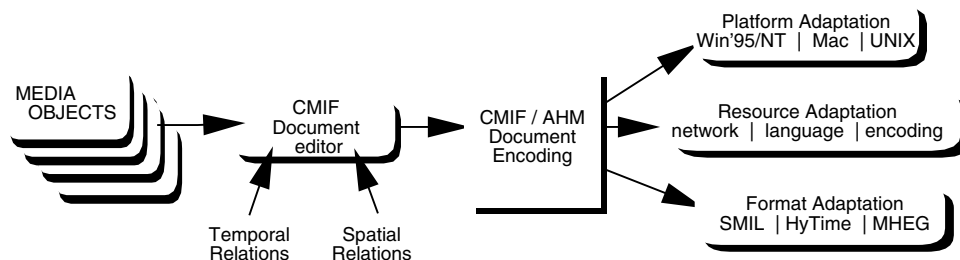 MEDIA
OBJECTS
CMIF
Document
editor
Temporal
Relations
Spatial
Relations
CMIF / AHM
Document
Encoding
Platform Adaptation
Win'95/NT | Mac | UNIX
Resource Adaptation
network | language | encoding
Format Adaptation
SMIL | HyTime | MHEG